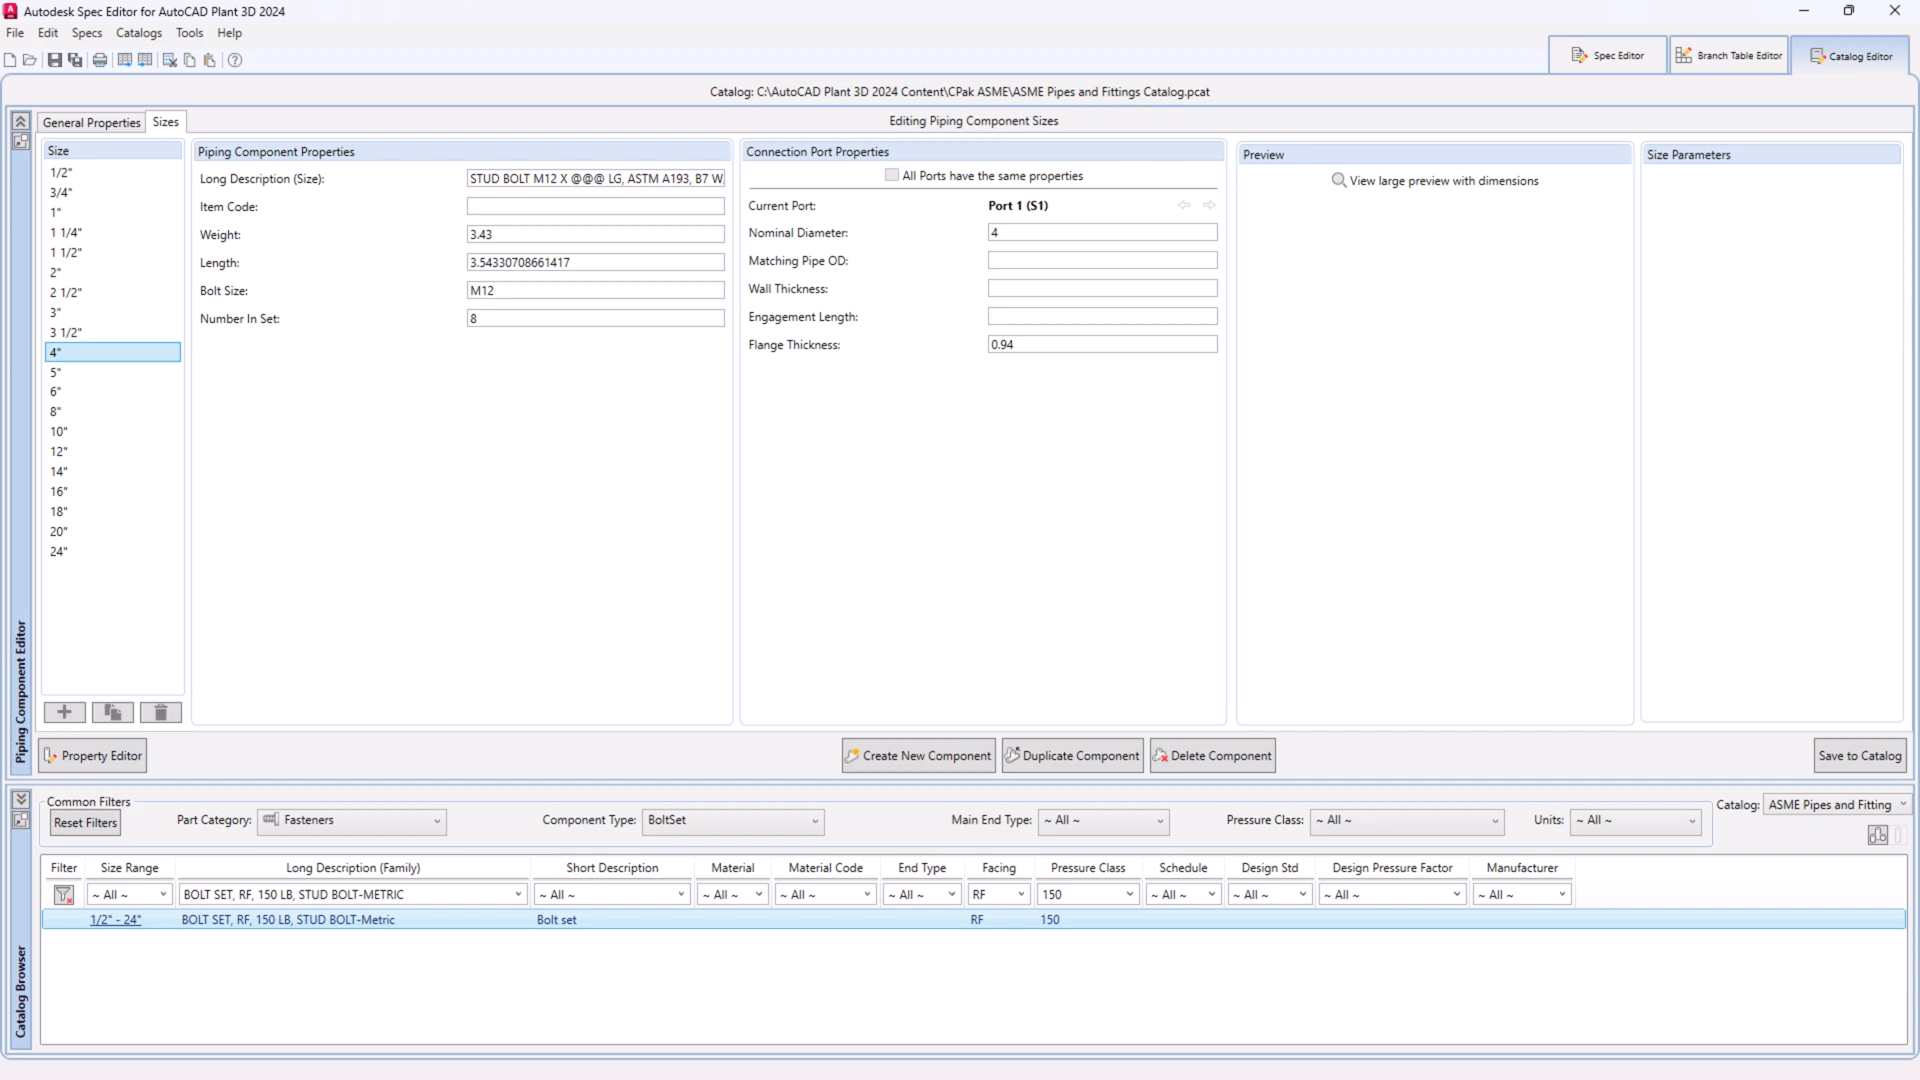 Autodesk Spec Editor for AutoCAD Plant 3D 2024
File Edit Specs Catalogs Tools Help
Spec Editor Branch Table Editor Catalog Editor
Catalog: C:\AutoCAD Plant 3D 2024 Content\CPak ASME\ASME Pipes and Fittings Catalog.pcat
General Properties Sizes Editing Piping Component Sizes
Size
1/2"
3/4"
1"
1 1/4"
1 1/2"
2"
2 1/2"
3"
3 1/2"
4"
5"
6"
8"
10"
12"
14"
16"
18"
20"
24"
Piping Component Properties
Long Description (Size): STUD BOLT M12 X @@@ LG, ASTM A193, B7 W
Item Code:
Weight: 3.43
Length: 3.54330708661417
Bolt Size: M12
Number In Set: 8
Connection Port Properties
All Ports have the same properties
Current Port: Port 1 (S1)
Nominal Diameter: 4
Matching Pipe OD:
Wall Thickness:
Engagement Length:
Flange Thickness: 0.94
Preview
View large preview with dimensions
Size Parameters
Piping Component Editor
Property Editor Create New Component Duplicate Component Delete Component Save to Catalog
Common Filters
Reset Filters Part Category: Fasteners Component Type: BoltSet Main End Type: ~ All ~ Pressure Class: ~ All ~ Units: ~ All ~ Catalog: ASME Pipes and Fitting
Filter Size Range Long Description (Family) Short Description Material Material Code End Type Facing Pressure Class Schedule Design Std Design Pressure Factor Manufacturer
~ All ~ BOLT SET, RF, 150 LB, STUD BOLT-METRIC ~ All ~ ~ All ~ ~ All ~ ~ All ~ RF 150 ~ All ~ ~ All ~ ~ All ~ ~ All ~
1/2" - 24" BOLT SET, RF, 150 LB, STUD BOLT-Metric Bolt set RF 150
Catalog Browser